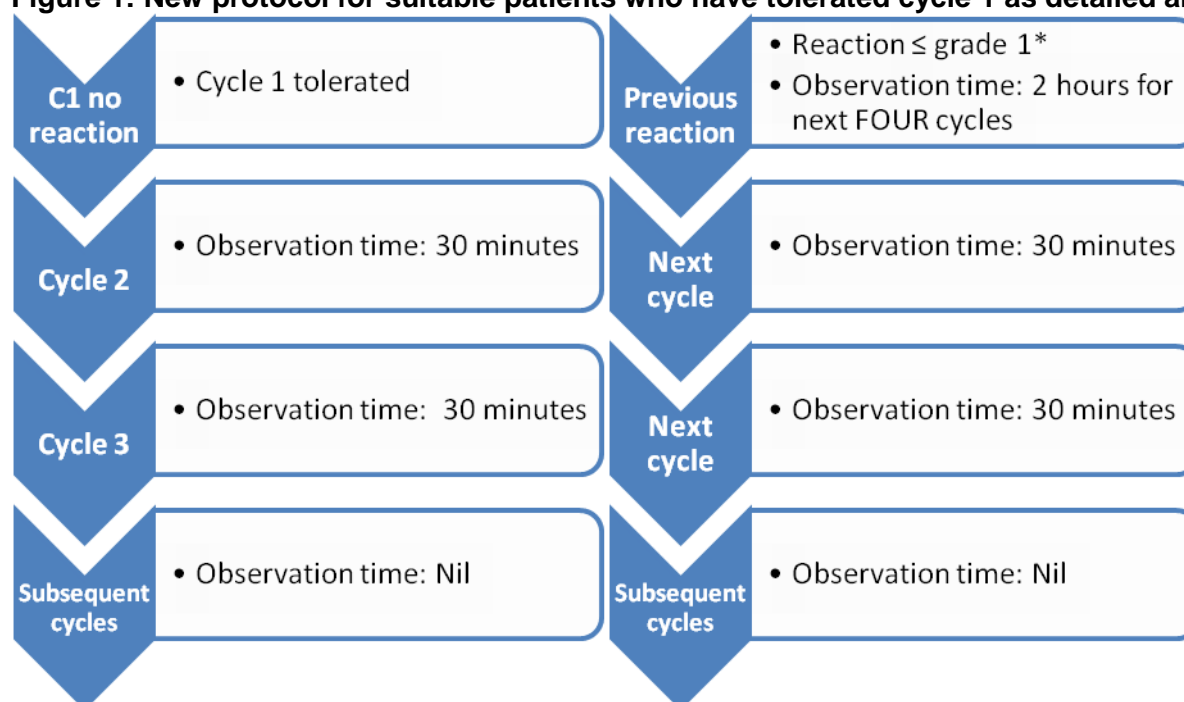 Figure 1: New protocol for suitable patients who have tolerated cycle 1 as detailed
C1 no
reaction
• Cycle 1 tolerated
Cycle 2
• Observation time: 30 minutes
Cycle 3
• Observation time: 30 minutes
Subsequent
cycles
• Observation time: Nil
Previous
reaction
• Reaction ≤ grade 1*
• Observation time: 2 hours for
next FOUR cycles
Next
cycle
• Observation time: 30 minutes
Next
cycle
• Observation time: 30 minutes
Subsequent
cycles
• Observation time: Nil